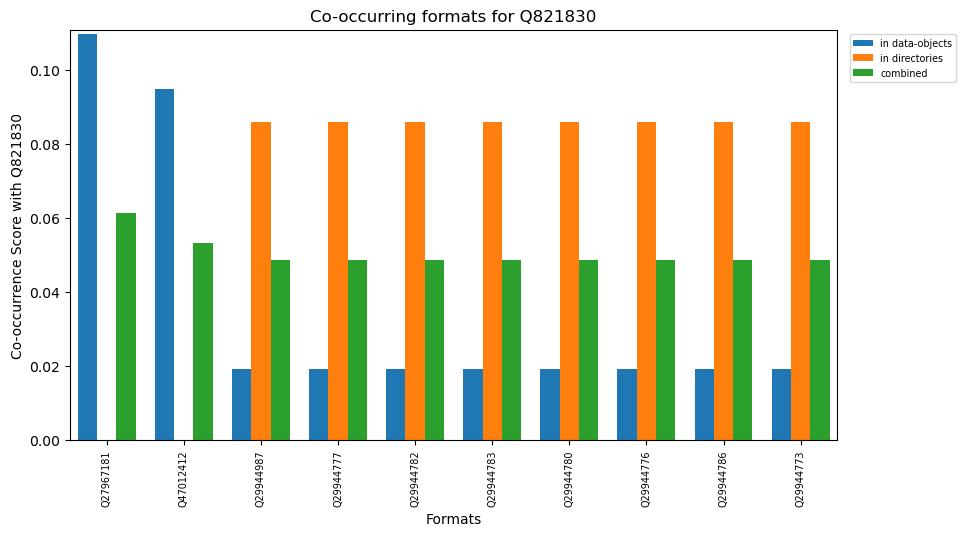 Co-occurring formats for Q821830
in data-objects
in directories
combined
Co-occurrence Score with Q821830
0.10
0.08
0.06
0.04
0.02
0.00
Q27967181
Q47012412
Q29944987
Q29944777
Q29944782
Q29944783
Q29944780
Q29944776
Q29944786
Q29944773
Formats